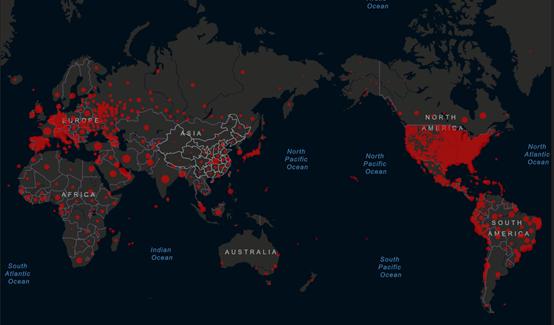 Arctic
Ocean
NORTH
AMERICA
EUROPE
ASIA
North
Pacific
Ocean
North
Pacific
Ocean
North
Atlantic
Ocean
AFRICA
SOUTH
AMERICA
Indian
Ocean
AUSTRALIA
South
Atlantic
Ocean
South
Pacific
Ocean